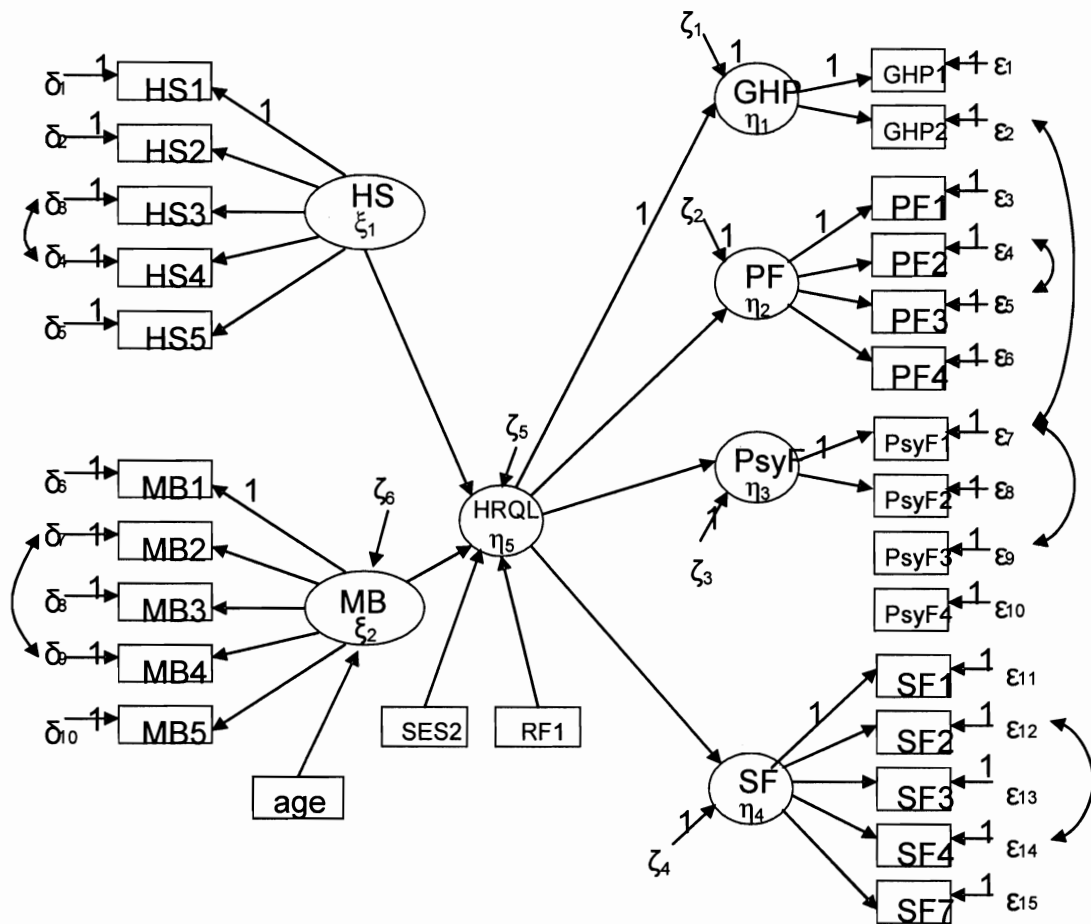 ζ1
1
GHP
η1
1
GHP1
1
ε1
GHP2
1
ε2
δ1
1
HS1
1
δ2
1
HS2
δ3
1
HS3
δ4
1
HS4
δ5
1
HS5
HS
ξ1
1
ζ2
1
PF
η2
1
PF1
1
ε3
PF2
1
ε4
PF3
1
ε5
PF4
1
ε6
ζ5
HRQL
η5
PsyF
η3
1
ζ3
1
PsyF1
1
ε7
PsyF2
1
ε8
PsyF3
1
ε9
PsyF4
1
ε10
δ6
1
MB1
1
δ7
1
MB2
δ8
1
MB3
δ9
1
MB4
δ10
1
MB5
ζ6
MB
ξ2
age
SES2
RF1
SF
η4
1
ζ4
1
SF1
1
ε11
SF2
1
ε12
SF3
1
ε13
SF4
1
ε14
SF7
1
ε15